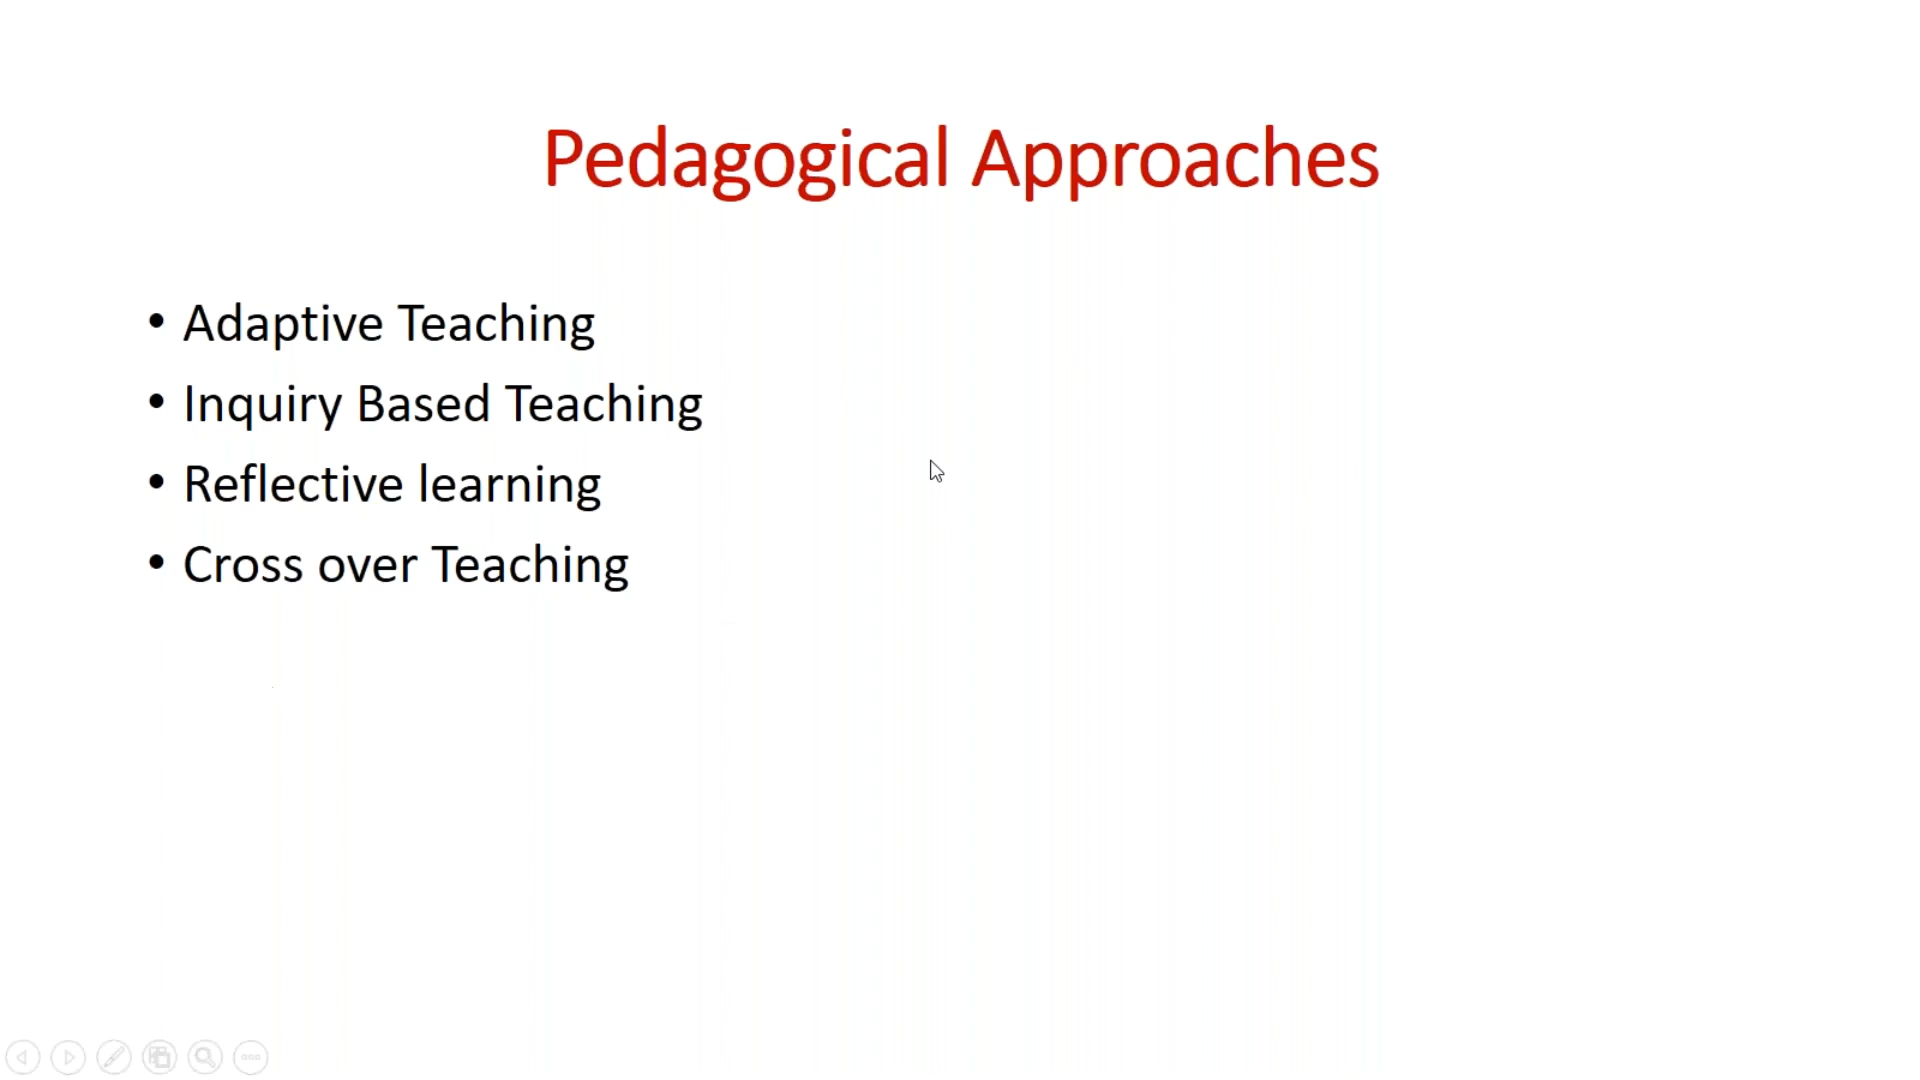 Pedagogical Approaches
• Adaptive Teaching
• Inquiry Based Teaching
• Reflective learning
• Cross over Teaching